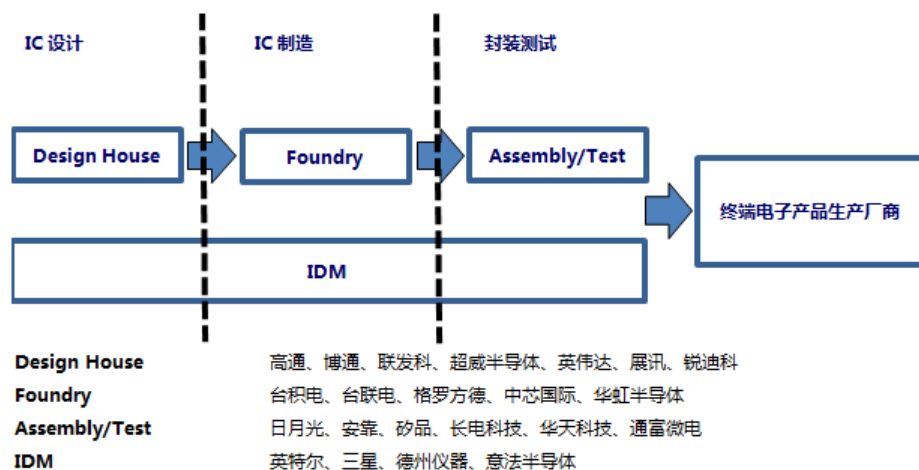 IC 设计 IC 制造 封装测试
Design House Foundry Assembly/Test
终端电子产品生产厂商
IDM
Design House 高通、博通、联发科、超威半导体、英伟达、展讯、锐迪科
Foundry 台积电、台联电、格罗方德、中芯国际、华虹半导体
Assembly/Test 日月光、安靠、矽品、长电科技、华天科技、通富微电
IDM 英特尔、三星、德州仪器、意法半导体